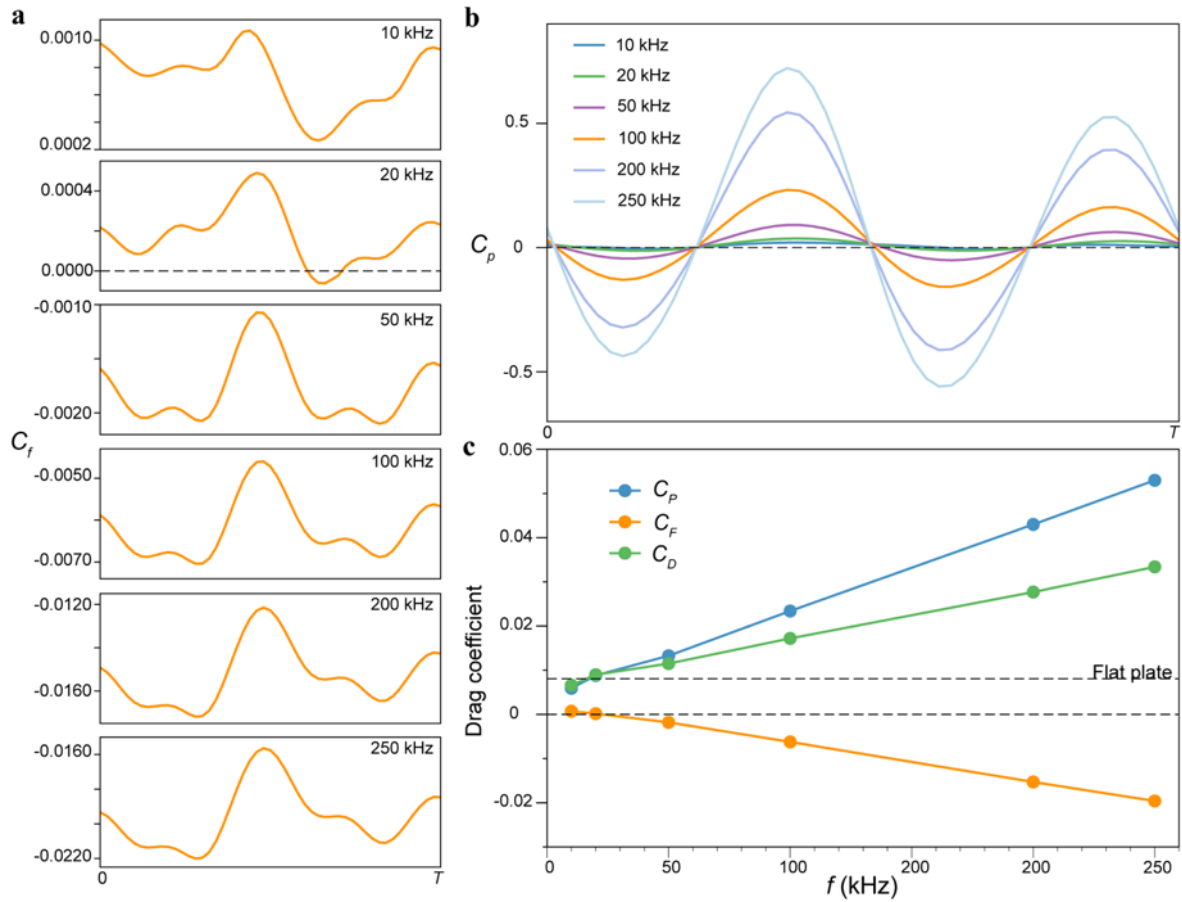 a
0.0010
0.0002
10 kHz
0.0004
0.0000
20 kHz
-0.0010
-0.0020
50 kHz
C_f
-0.0050
-0.0070
100 kHz
-0.0120
-0.0160
200 kHz
-0.0160
-0.0220
250 kHz
0 T
b
10 kHz
20 kHz
50 kHz
100 kHz
200 kHz
250 kHz
0.5
0
-0.5
C_p
0 T
c
0.06
0.04
0.02
0
-0.02
Drag coefficient
C_P
C_F
C_D
Flat plate
0 50 100 200 200 250
f (kHz)